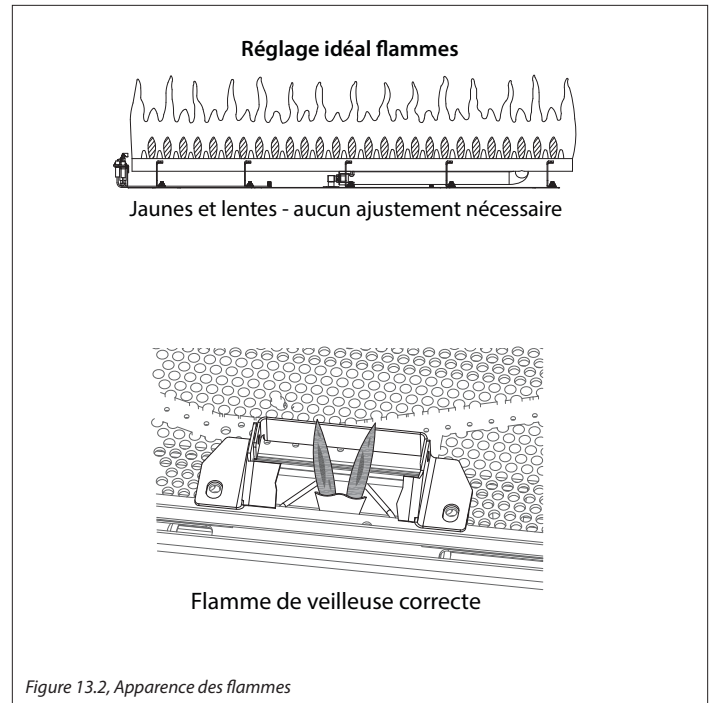 Réglage idéal flammes
Jaunes et lentes - aucun ajustement nécessaire
Flamme de veilleuse correcte
Figure 13.2, Apparence des flammes